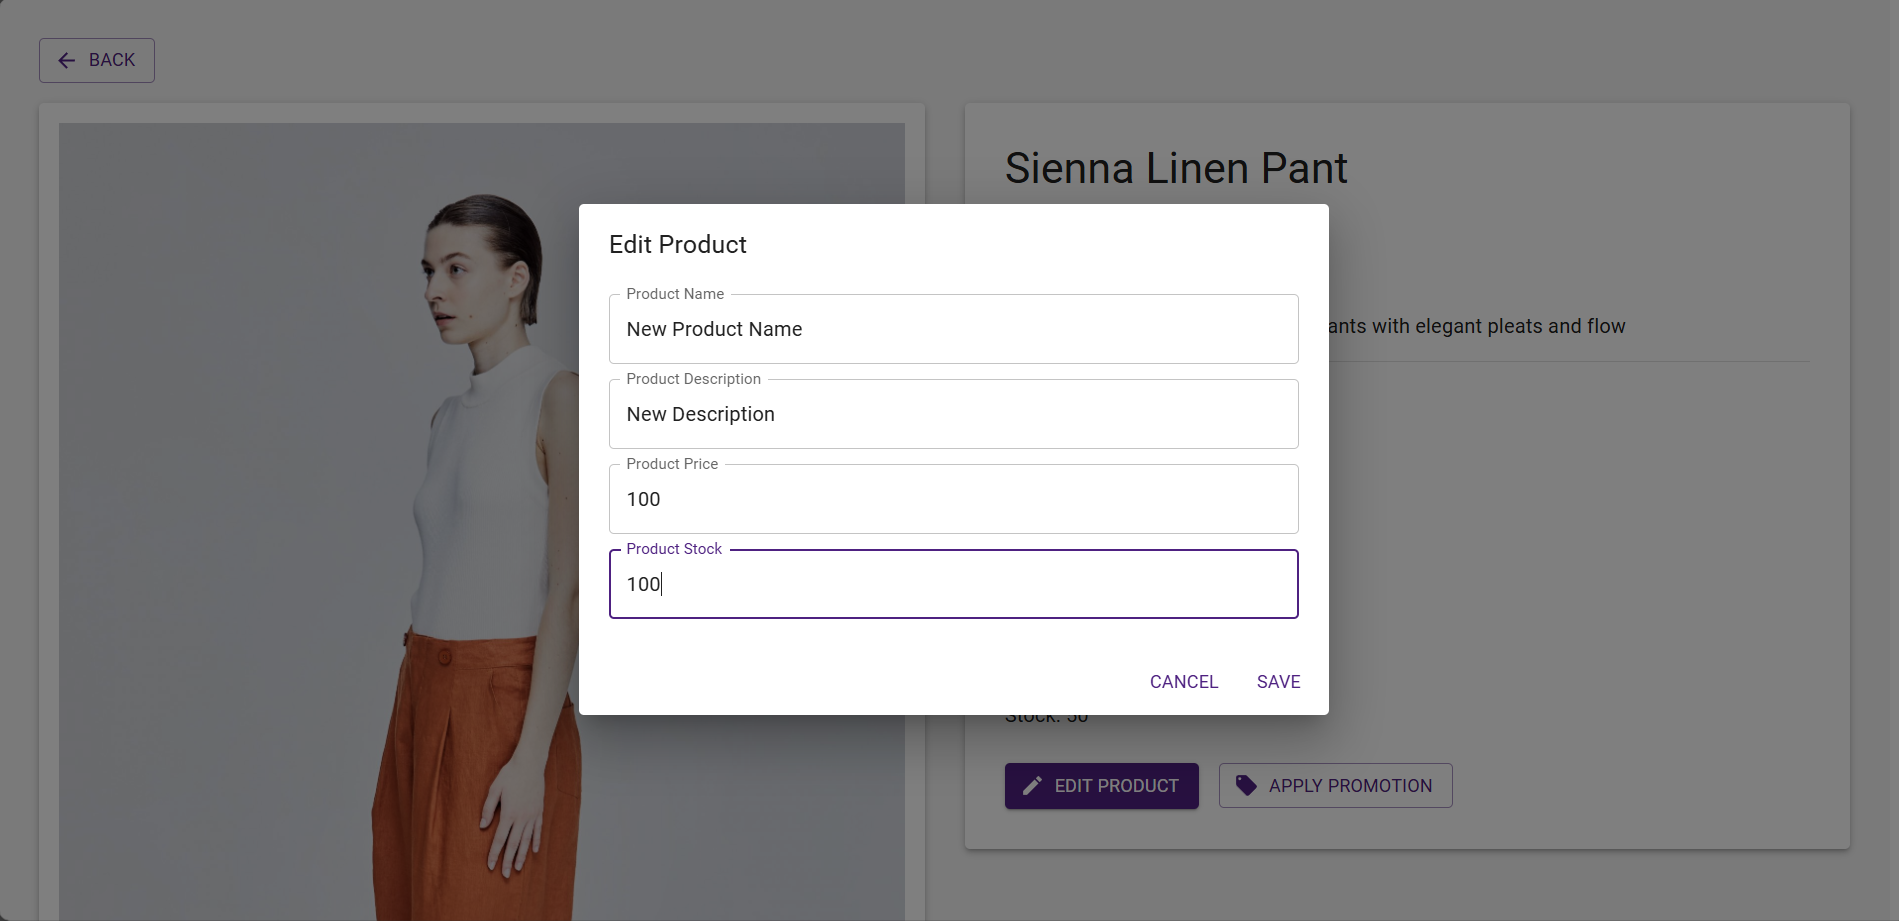 BACK
Sienna Linen Pant
ants with elegant pleats and flow
Edit Product
Product Name
New Product Name
Product Description
New Description
Product Price
100
Product Stock
100
CANCEL
SAVE
Stock: 50
EDIT PRODUCT
APPLY PROMOTION